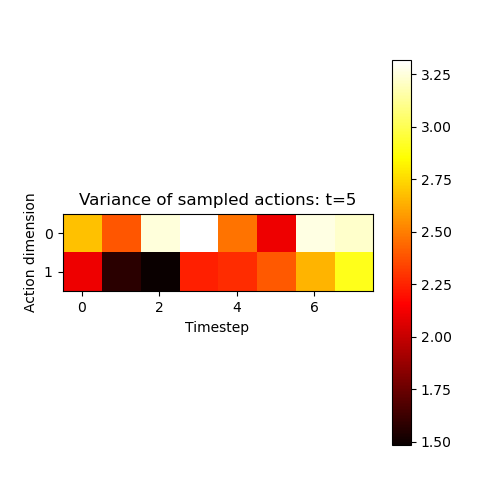 Variance of sampled actions: t=5
Action dimension
0
1
0 2 4 6
Timestep
3.25
3.00
2.75
2.50
2.25
2.00
1.75
1.50